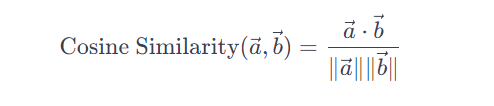 Cosine Similarity(a⃗, b⃗) = (a⃗ · b⃗) / (‖a⃗‖ ‖b⃗‖)